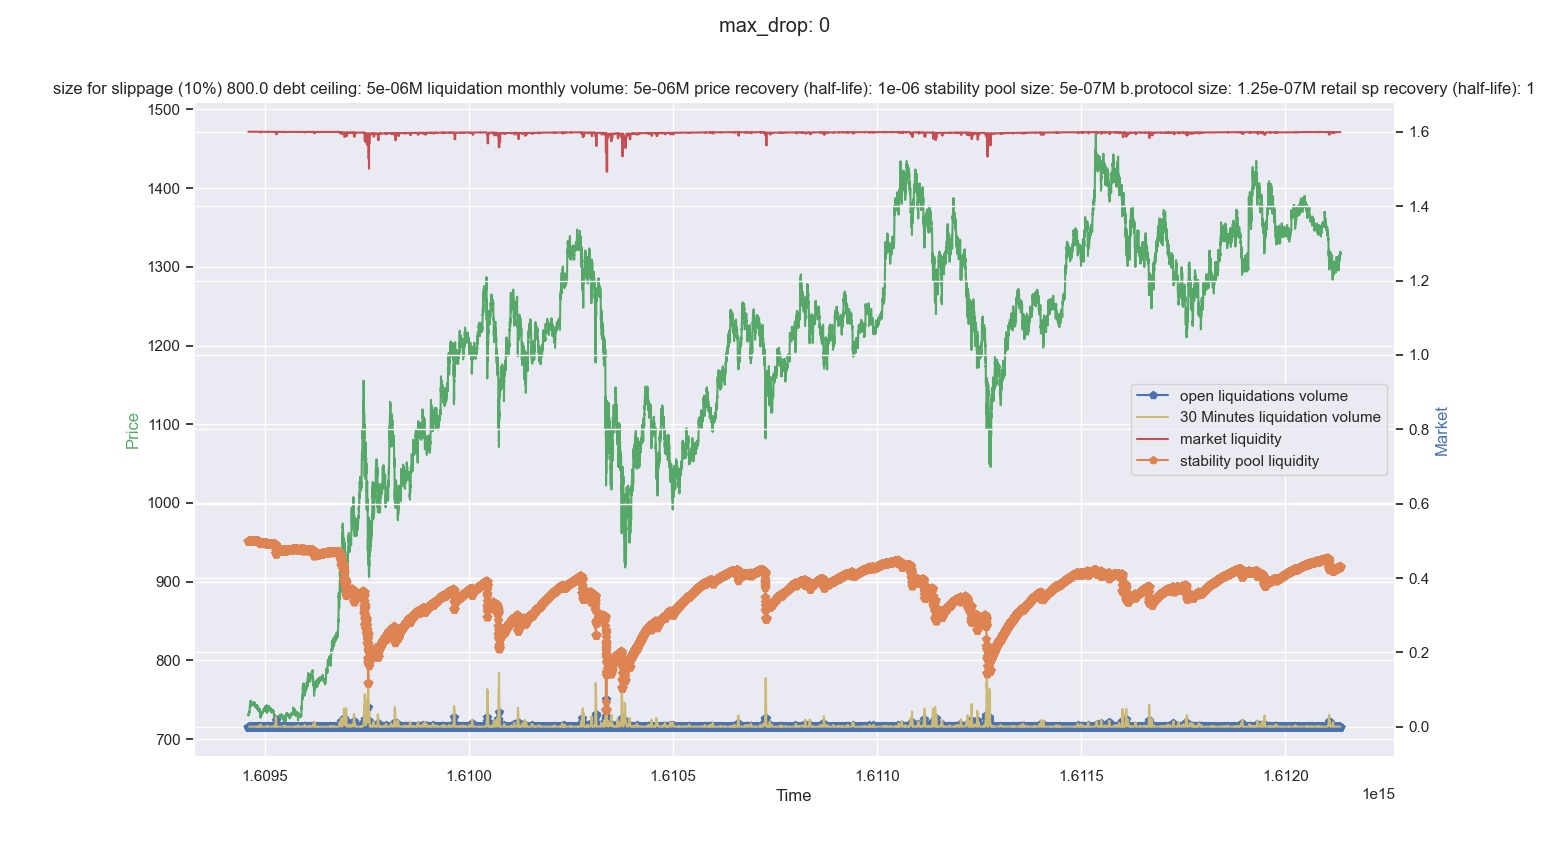 max_drop: 0
size for slippage (10%) 800.0 debt ceiling: 5e-06M liquidation monthly volume: 5e-06M price recovery (half-life): 1e-06 stability pool size: 5e-07M b.protocol size: 1.25e-07M retail sp recovery (half-life): 1
1500
1400
1300
1200
1100
1000
900
800
700
Price
1.6
1.4
1.2
1.0
0.8
0.6
0.4
0.2
0.0
Market
open liquidations volume
30 Minutes liquidation volume
market liquidity
stability pool liquidity
1.6095
1.6100
1.6105
1.6110
1.6115
1.6120
Time
1e15